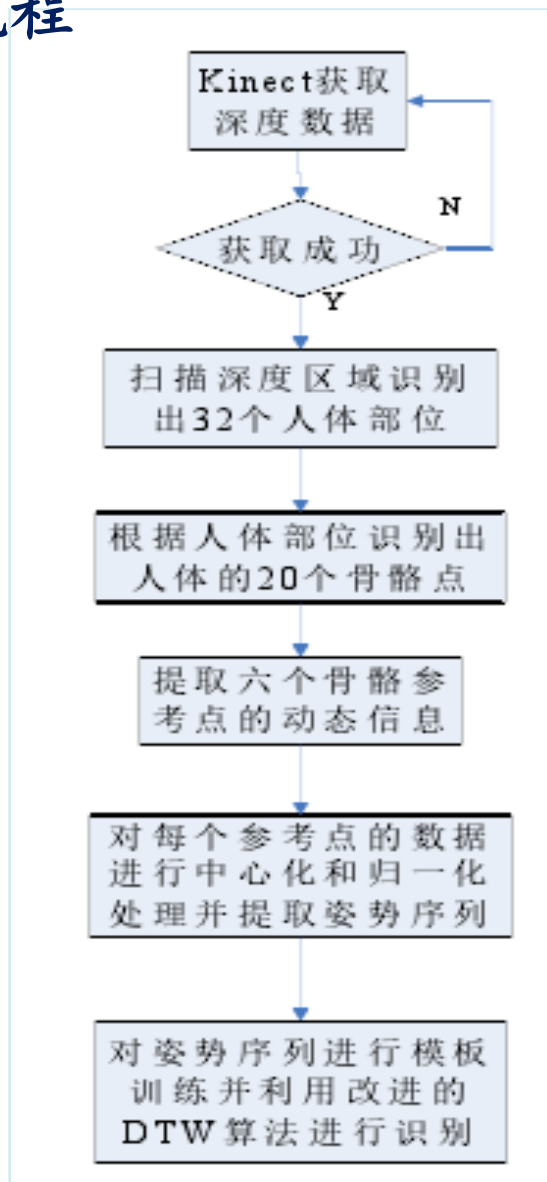 程
Kinect获取
深度数据
N
获取成功
Y
扫描深度区域识别
出32个人体部位
根据人体部位识别出
人体的20个骨骼点
提取六个骨骼参
考点的动态信息
对每个参考点的数据
进行中心化和归一化
处理并提取姿势序列
对姿势序列进行模板
训练并利用改进的
DTW算法进行识别